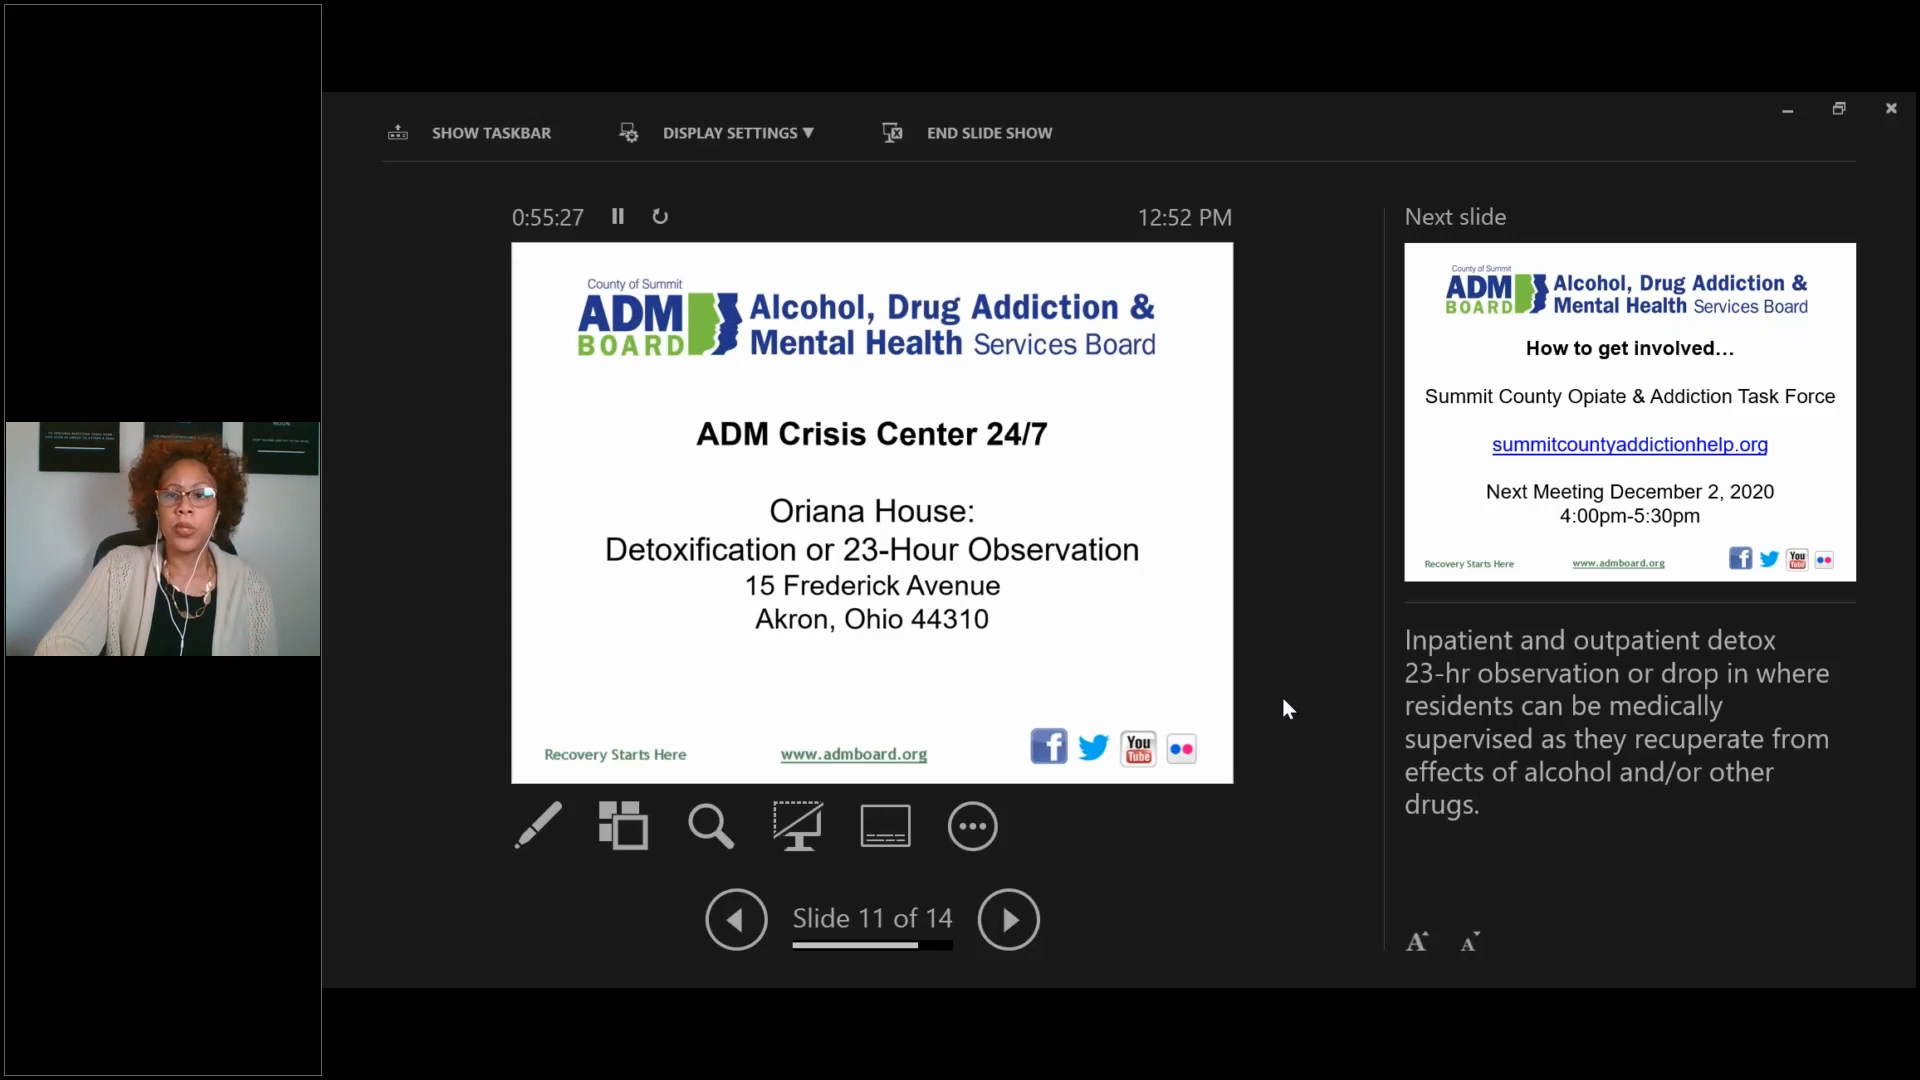 SHOW TASKBAR
DISPLAY SETTINGS ▼
END SLIDE SHOW
0:55:27
12:52 PM
County of Summit
ADM
BOARD
Alcohol, Drug Addiction &
Mental Health Services Board
ADM Crisis Center 24/7
Oriana House:
Detoxification or 23-Hour Observation
15 Frederick Avenue
Akron, Ohio 44310
Recovery Starts Here
www.admboard.org
You
Tube
Slide 11 of 14
Next slide
County of Summit
ADM
BOARD
Alcohol, Drug Addiction &
Mental Health Services Board
How to get involved...
Summit County Opiate & Addiction Task Force
summitcountyaddictionhelp.org
Next Meeting December 2, 2020
4:00pm-5:30pm
Recovery Starts Here
www.admboard.org
You
Tube
Inpatient and outpatient detox
23-hr observation or drop in where
residents can be medically
supervised as they recuperate from
effects of alcohol and/or other
drugs.
A A
NOUN